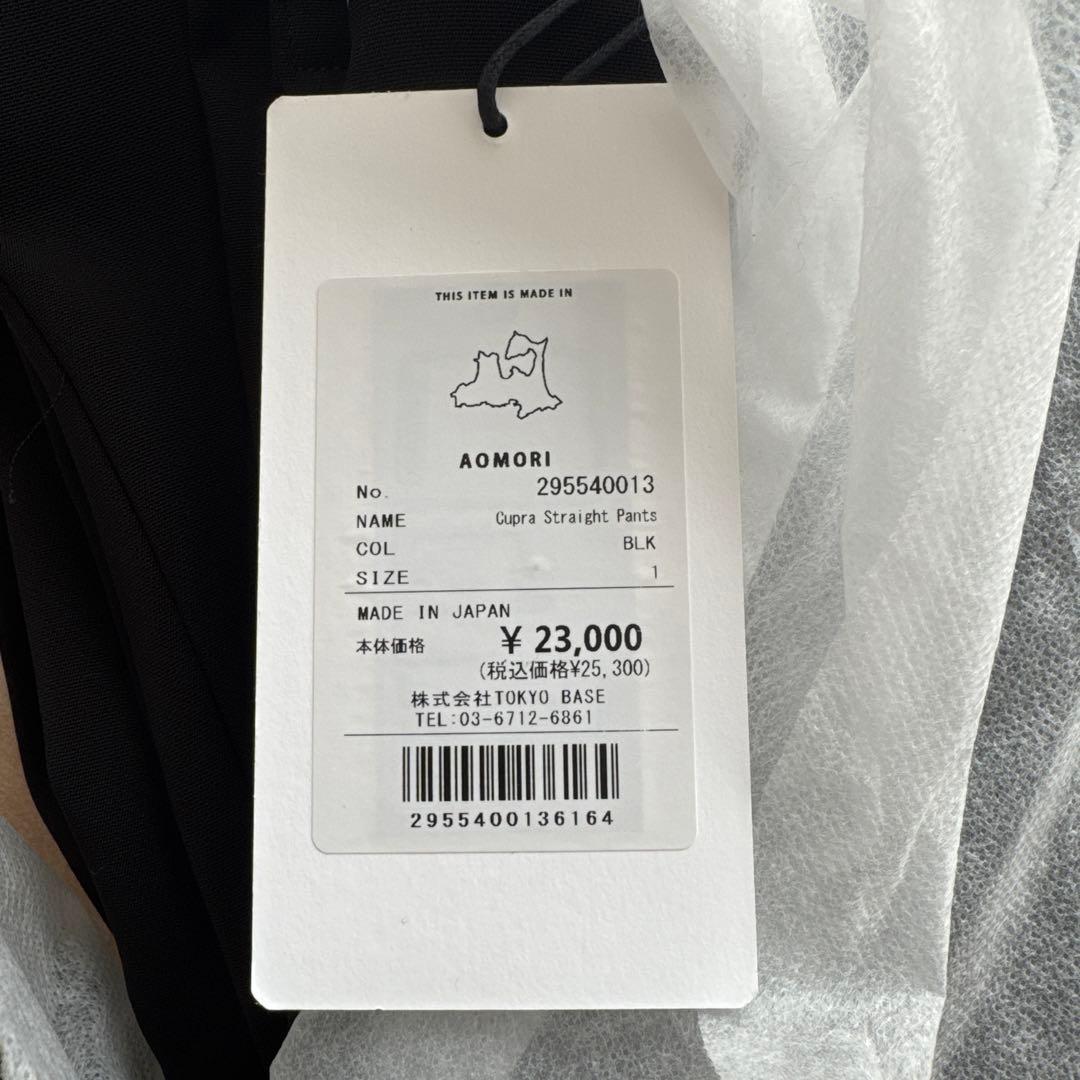 THIS ITEM IS MADE IN
AOMORI
No. 295540013
NAME Cupra Straight Pants
COL BLK
SIZE 1
MADE IN JAPAN
本体価格 ¥ 23,000
(税込価格¥25,300)
株式会社TOKYO BASE
TEL:03-6712-6861
2955400136164